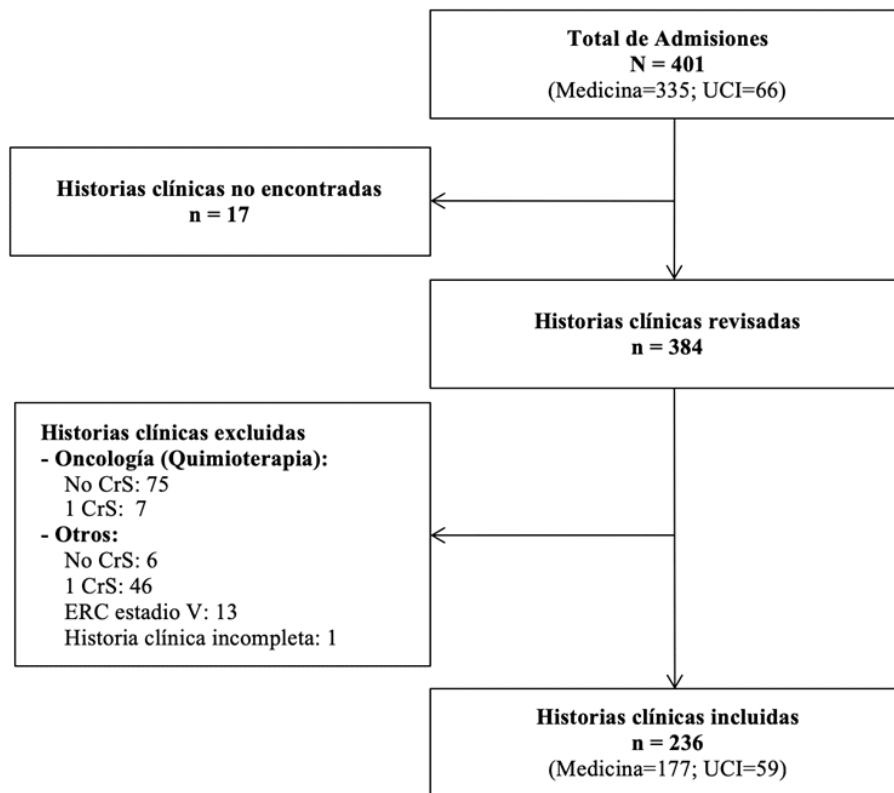 Total de Admisiones
N = 401
(Medicina=335; UCI=66)
Historias clínicas no encontradas
n = 17
Historias clínicas revisadas
n = 384
Historias clínicas excluidas
- Oncología (Quimioterapia):
No CrS: 75
1 CrS: 7
- Otros:
No CrS: 6
1 CrS: 46
ERC estadio V: 13
Historia clínica incompleta: 1
Historias clínicas incluidas
n = 236
(Medicina=177; UCI=59)